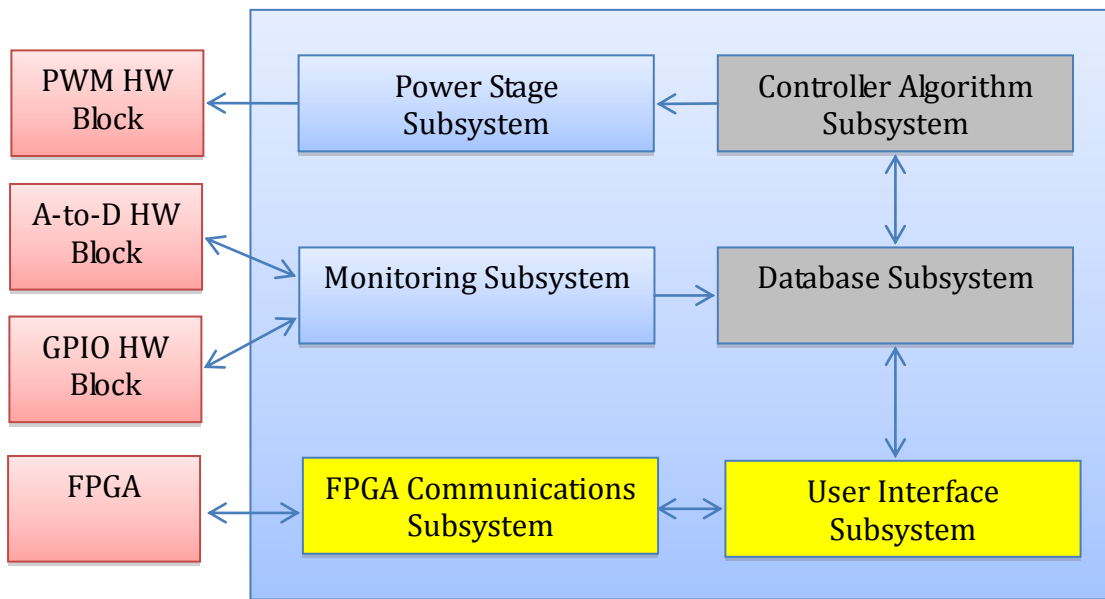 PWM HW
Block
Power Stage
Subsystem
Controller Algorithm
Subsystem
A-to-D HW
Block
Monitoring Subsystem
Database Subsystem
GPIO HW
Block
FPGA
FPGA Communications
Subsystem
User Interface
Subsystem